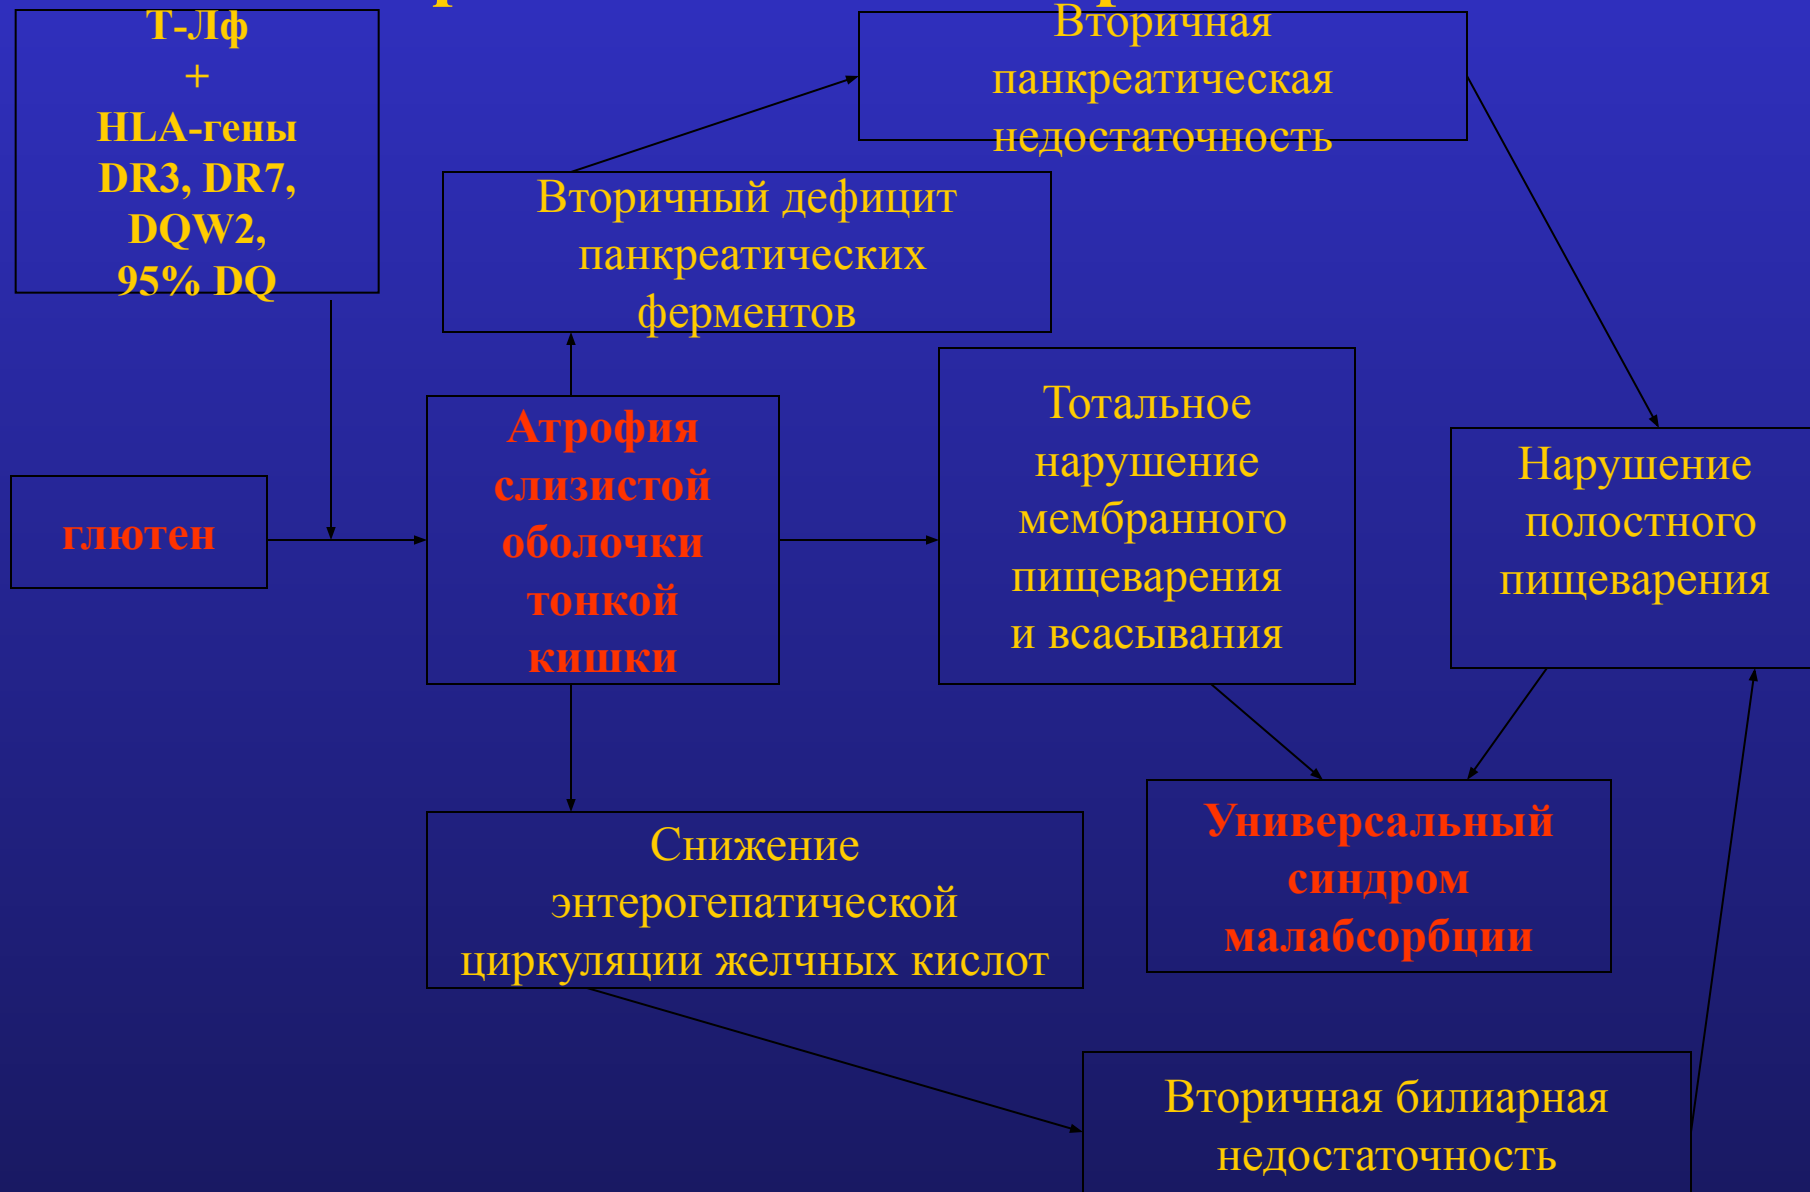 Т-Лф
+
HLA-гены
DR3, DR7,
DQW2,
95% DQ
Вторичная
панкреатическая
недостаточность
Вторичный дефицит
панкреатических
ферментов
Тотальное
нарушение
мембранного
пищеварения
и всасывания
Нарушение
полостного
пищеварения
Атрофия
слизистой
оболочки
тонкой
кишки
глютен
Снижение
энтерогепатической
циркуляции желчных кислот
Универсальный
синдром
малабсорбции
Вторичная билиарная
недостаточность